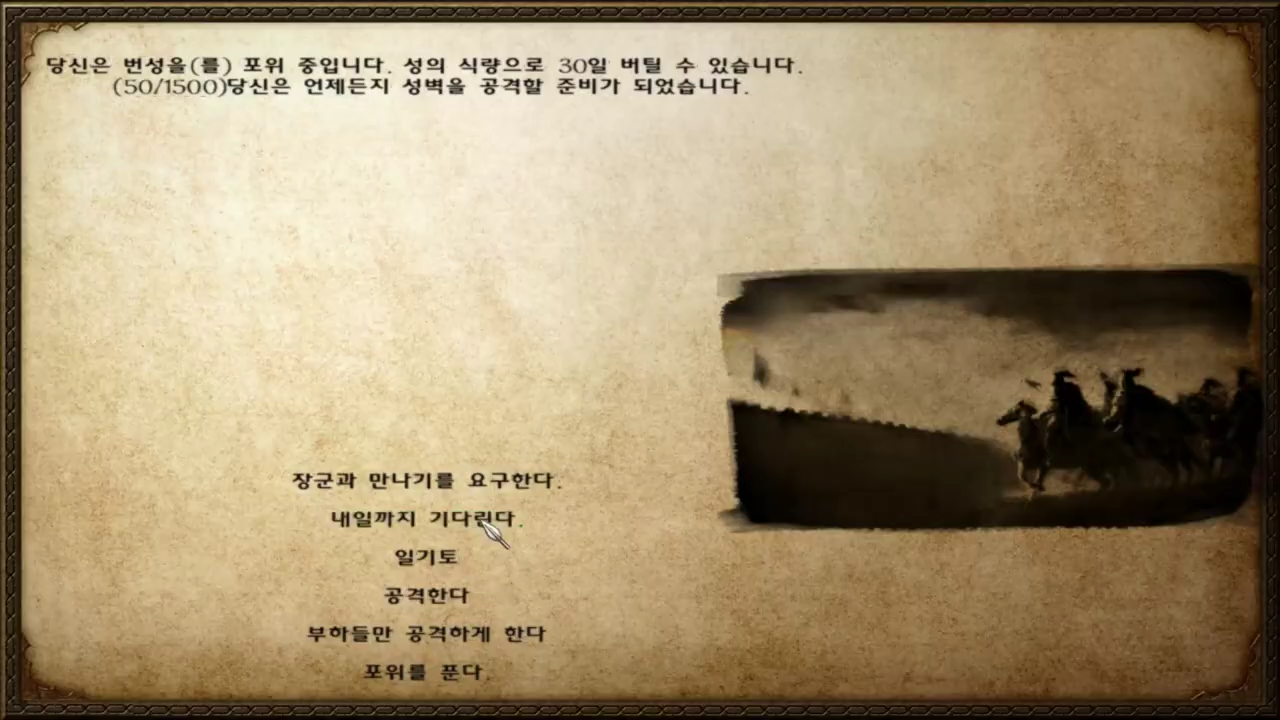 당신은 번성을(를) 포위 중입니다. 성의 식량으로 30일 버틸 수 있습니다.
(50/1500)당신은 언제든지 성벽을 공격할 준비가 되었습니다.
장군과 만나기를 요구한다.
내일까지 기다린다.
일기토
공격한다
부하들만 공격하게 한다
포위를 푼다.